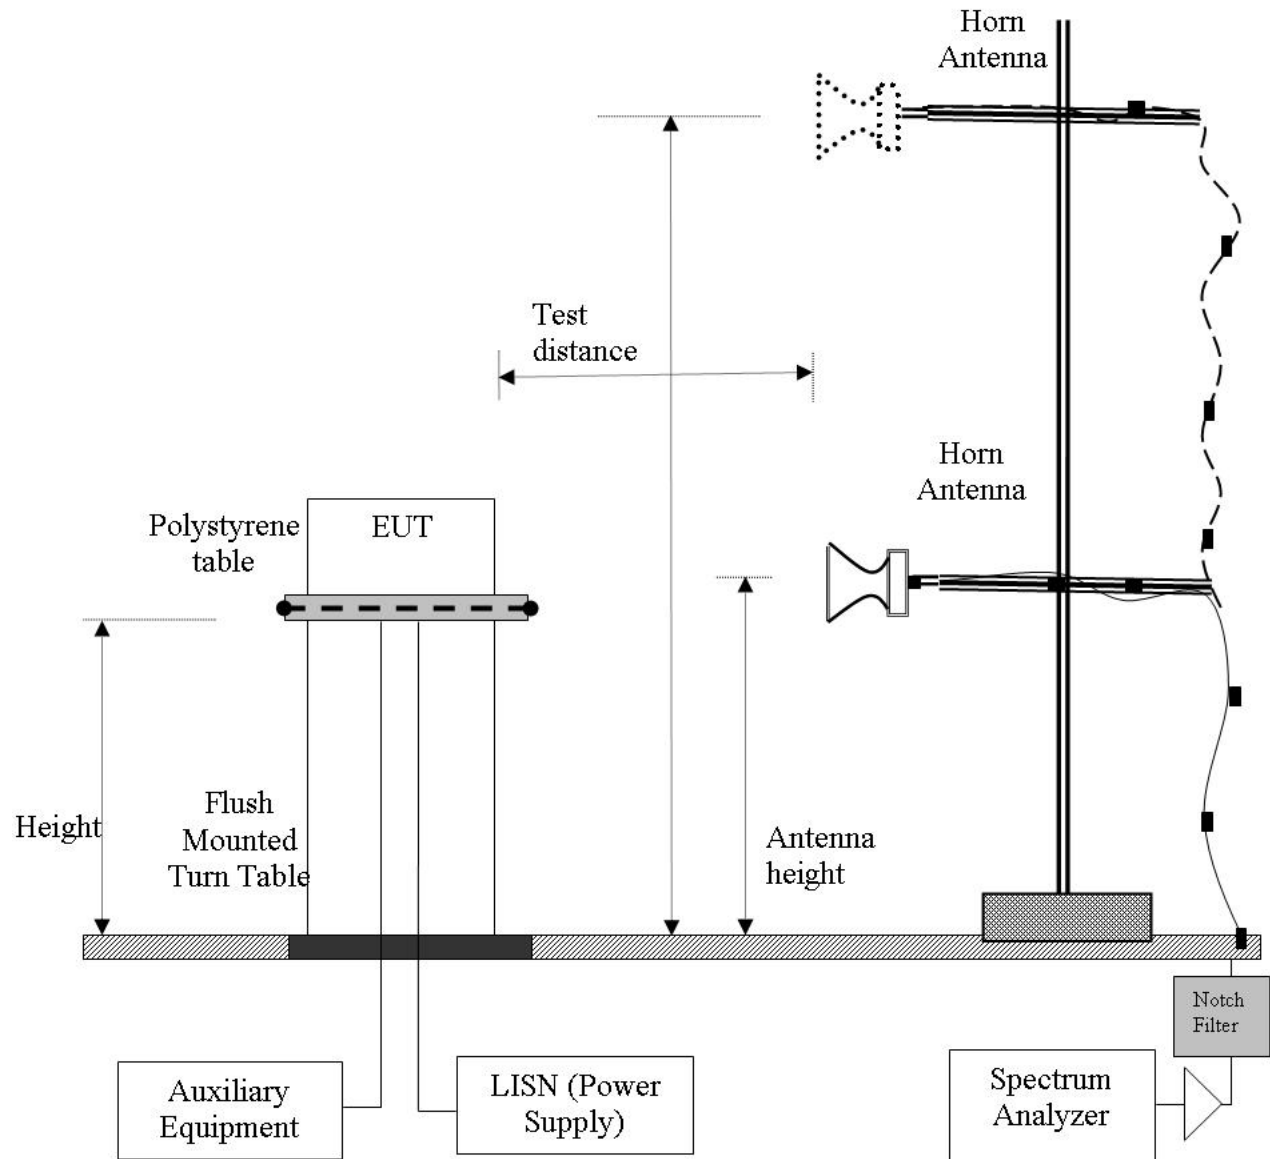 Horn
Antenna
Test
distance
Horn
Antenna
Polystyrene
table
EUT
Height
Flush
Mounted
Turn Table
Antenna
height
Notch
Filter
Auxiliary
Equipment
LISN (Power
Supply)
Spectrum
Analyzer